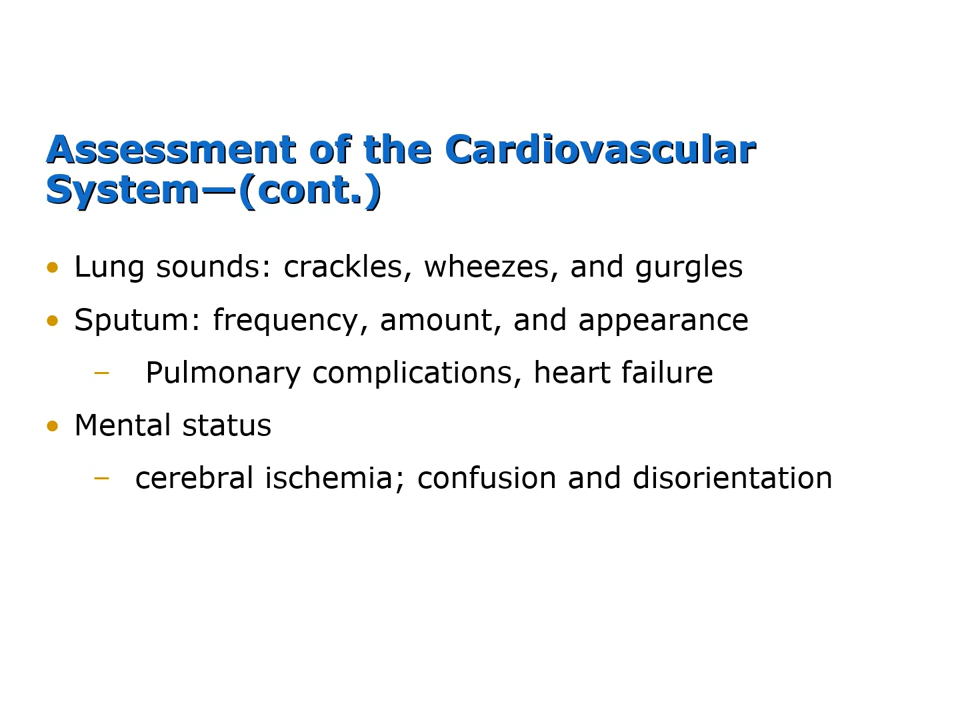 Assessment of the Cardiovascular
System—(cont.)
• Lung sounds: crackles, wheezes, and gurgles
• Sputum: frequency, amount, and appearance
– Pulmonary complications, heart failure
• Mental status
– cerebral ischemia; confusion and disorientation